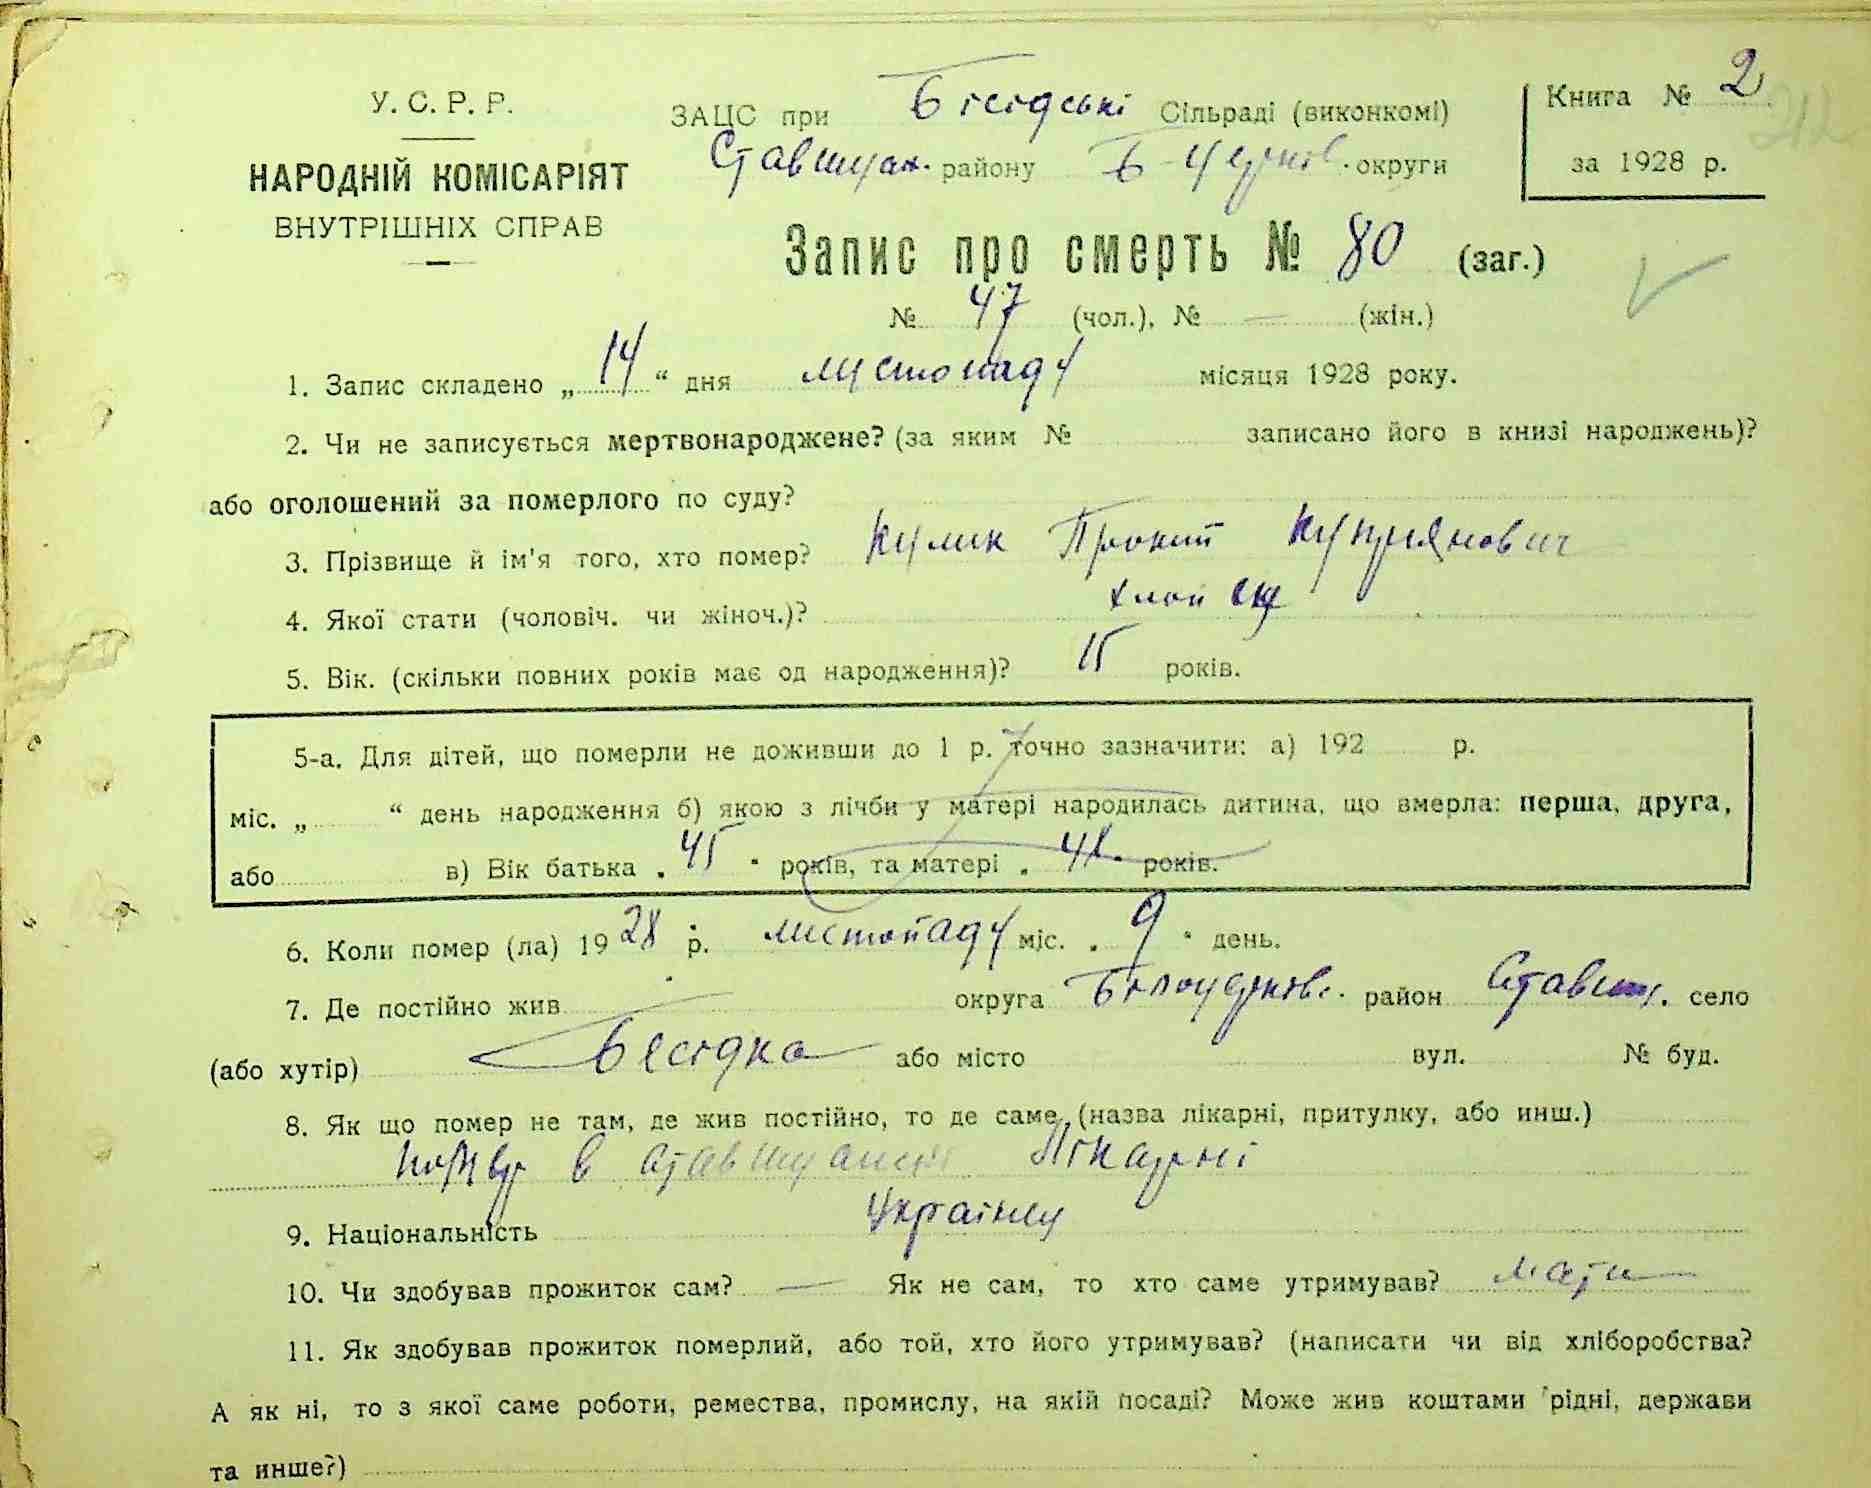 У. С. Р. Р.
НАРОДНІЙ КОМІСАРІЯТ
ВНУТРІШНІХ СПРАВ
ЗАЦС при Бесідські Сільраді (виконкомі)
Ставищан. району Б Церков. округи
Книга № 2
за 1928 р.
212
Запис про смерть № 80 (заг.)
№ 47 (чол.), № — (жін.)
1. Запис складено „14“ дня листопаду місяця 1928 року.
2. Чи не записується мертвонароджене? (за яким № записано його в книзі народжень)?
або оголошений за померлого по суду?
3. Прізвище й ім'я того, хто помер? Кулик Прокіп Купріянович
4. Якої стати (чоловіч. чи жіноч.)?
5. Вік. (скільки повних років має од народження)? 15 років.
5-а. Для дітей, що померли не доживши до 1 р. точно зазначити: а) 192 р.
міс. „ “ день народження б) якою з лічби у матері народилась дитина, що вмерла: перша, друга,
або в) Вік батька 45 років, та матері років.
6. Коли помер (ла) 1928 р. листопаду міс. 9 день.
7. Де постійно жив округа Білоцерків. район Ставищ. село
(або хутір) Бесідка або місто вул. № буд.
8. Як що помер не там, де жив постійно, то де саме (назва лікарні, притулку, або инш.)
помер в Ставищанскі лікарні
9. Національність Українец
10. Чи здобував прожиток сам? — Як не сам, то хто саме утримував? мати
11. Як здобував прожиток померлий, або той, хто його утримував? (написати чи від хліборобства?
А як ні, то з якої саме роботи, ремества, промислу, на якій посаді? Може жив коштами рідні, держави
та инше?)